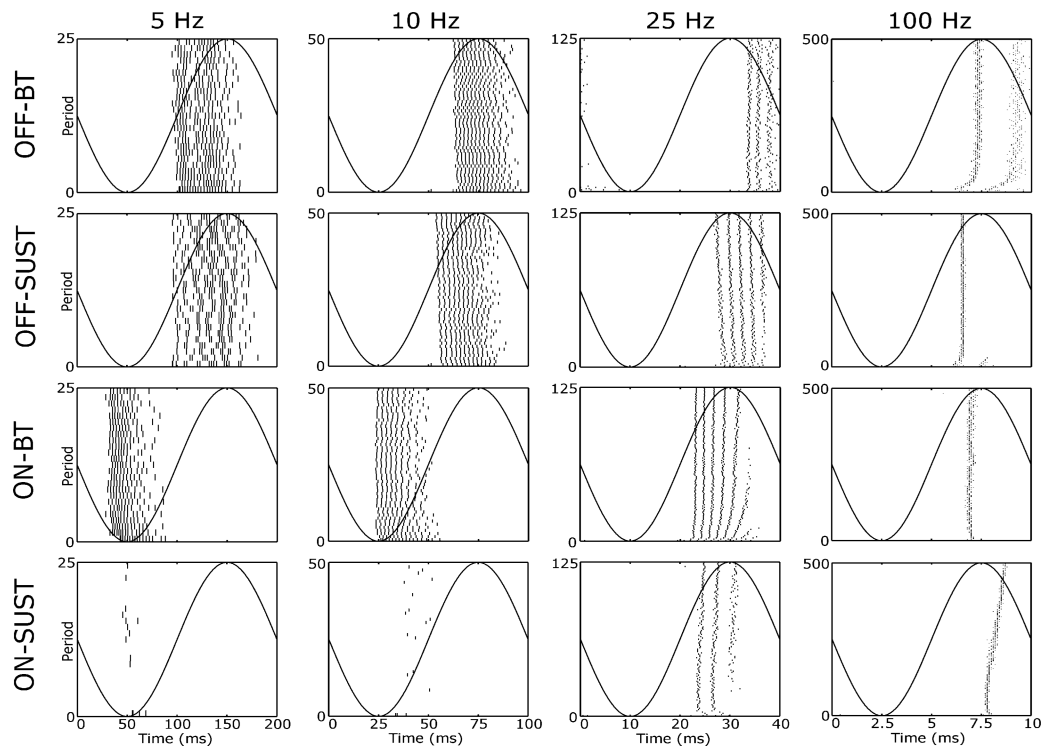 5 Hz 10 Hz 25 Hz 100 Hz
OFF-BT
Period
25 50 125 500
0 0 0 0
OFF-SUST
Period
25 50 125 500
0 0 0 0
ON-BT
Period
25 50 125 500
0 0 0 0
ON-SUST
Period
25 50 125 500
0 0 0 0
0 50 100 150 200 0 25 50 75 100 0 10 20 30 40 0 2.5 5 7.5 10
Time (ms) Time (ms) Time (ms) Time (ms)